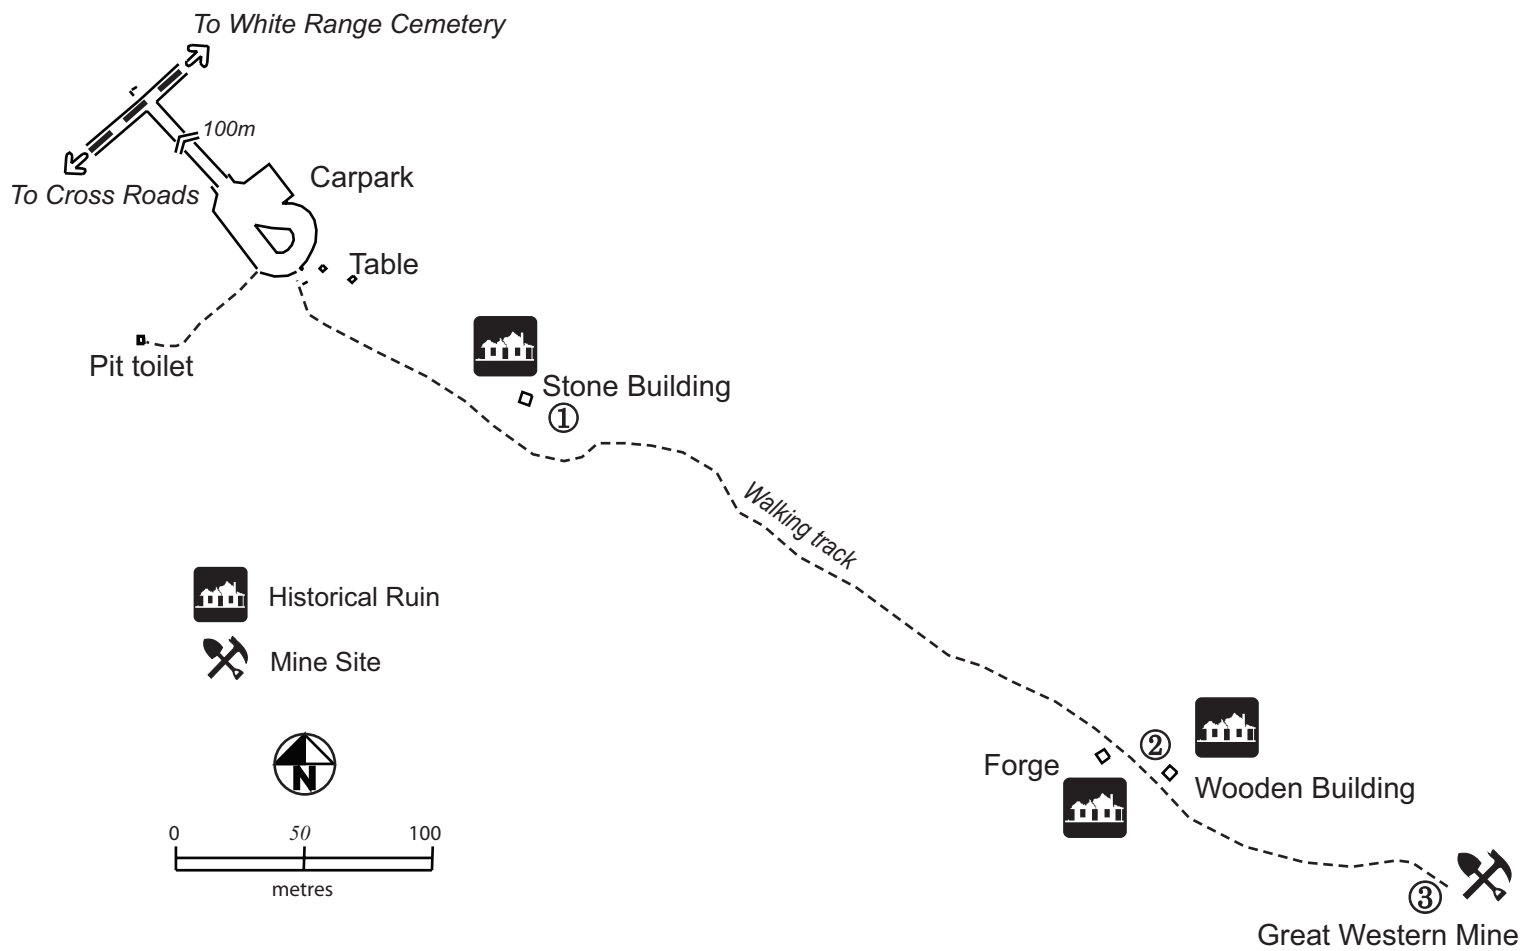 To White Range Cemetery
100m
Carpark
To Cross Roads
Table
Pit toilet
Stone Building
①
Walking track
Historical Ruin
Mine Site
N
②
Forge
Wooden Building
0 50 100
metres
③
Great Western Mine